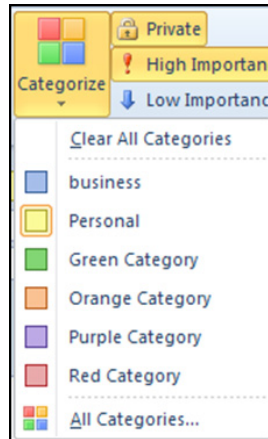 Private
High Importan
Categorize
Low Importanc
Clear All Categories
business
Personal
Green Category
Orange Category
Purple Category
Red Category
All Categories...